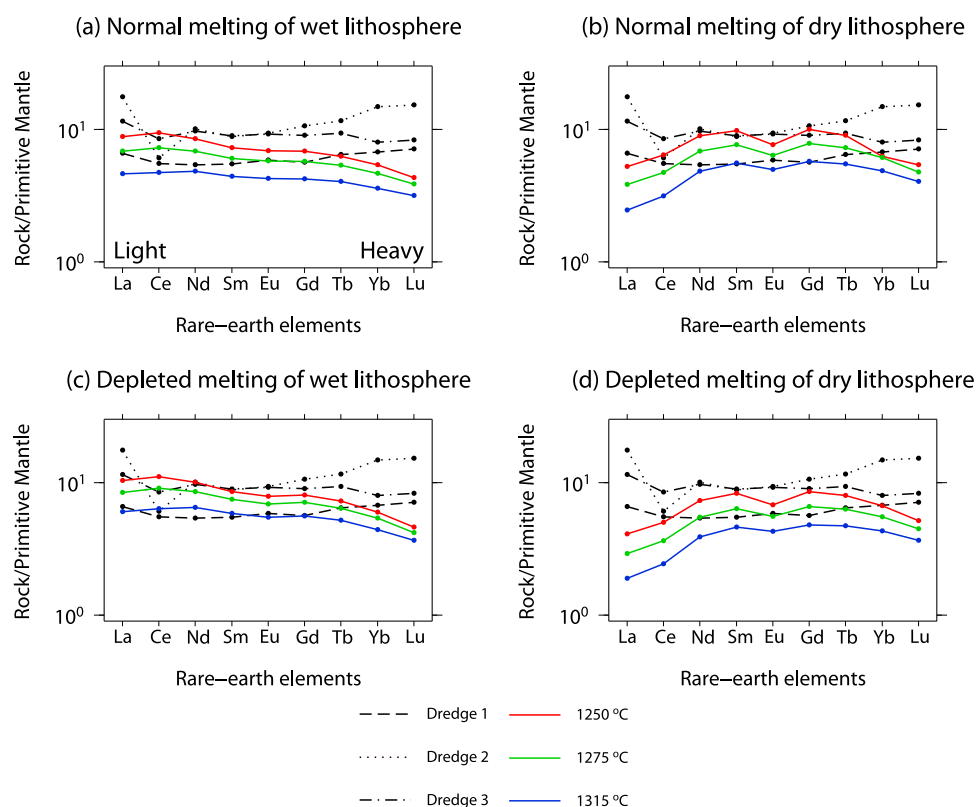 (a) Normal melting of wet lithosphere
Rock/Primitive Mantle
10¹
10⁰
Light
Heavy
La Ce Nd Sm Eu Gd Tb Yb Lu
Rare–earth elements
(b) Normal melting of dry lithosphere
Rock/Primitive Mantle
10¹
10⁰
La Ce Nd Sm Eu Gd Tb Yb Lu
Rare–earth elements
(c) Depleted melting of wet lithosphere
Rock/Primitive Mantle
10¹
10⁰
La Ce Nd Sm Eu Gd Tb Yb Lu
Rare–earth elements
(d) Depleted melting of dry lithosphere
Rock/Primitive Mantle
10¹
10⁰
La Ce Nd Sm Eu Gd Tb Yb Lu
Rare–earth elements
Dredge 1
1250 ºC
Dredge 2
1275 ºC
Dredge 3
1315 ºC